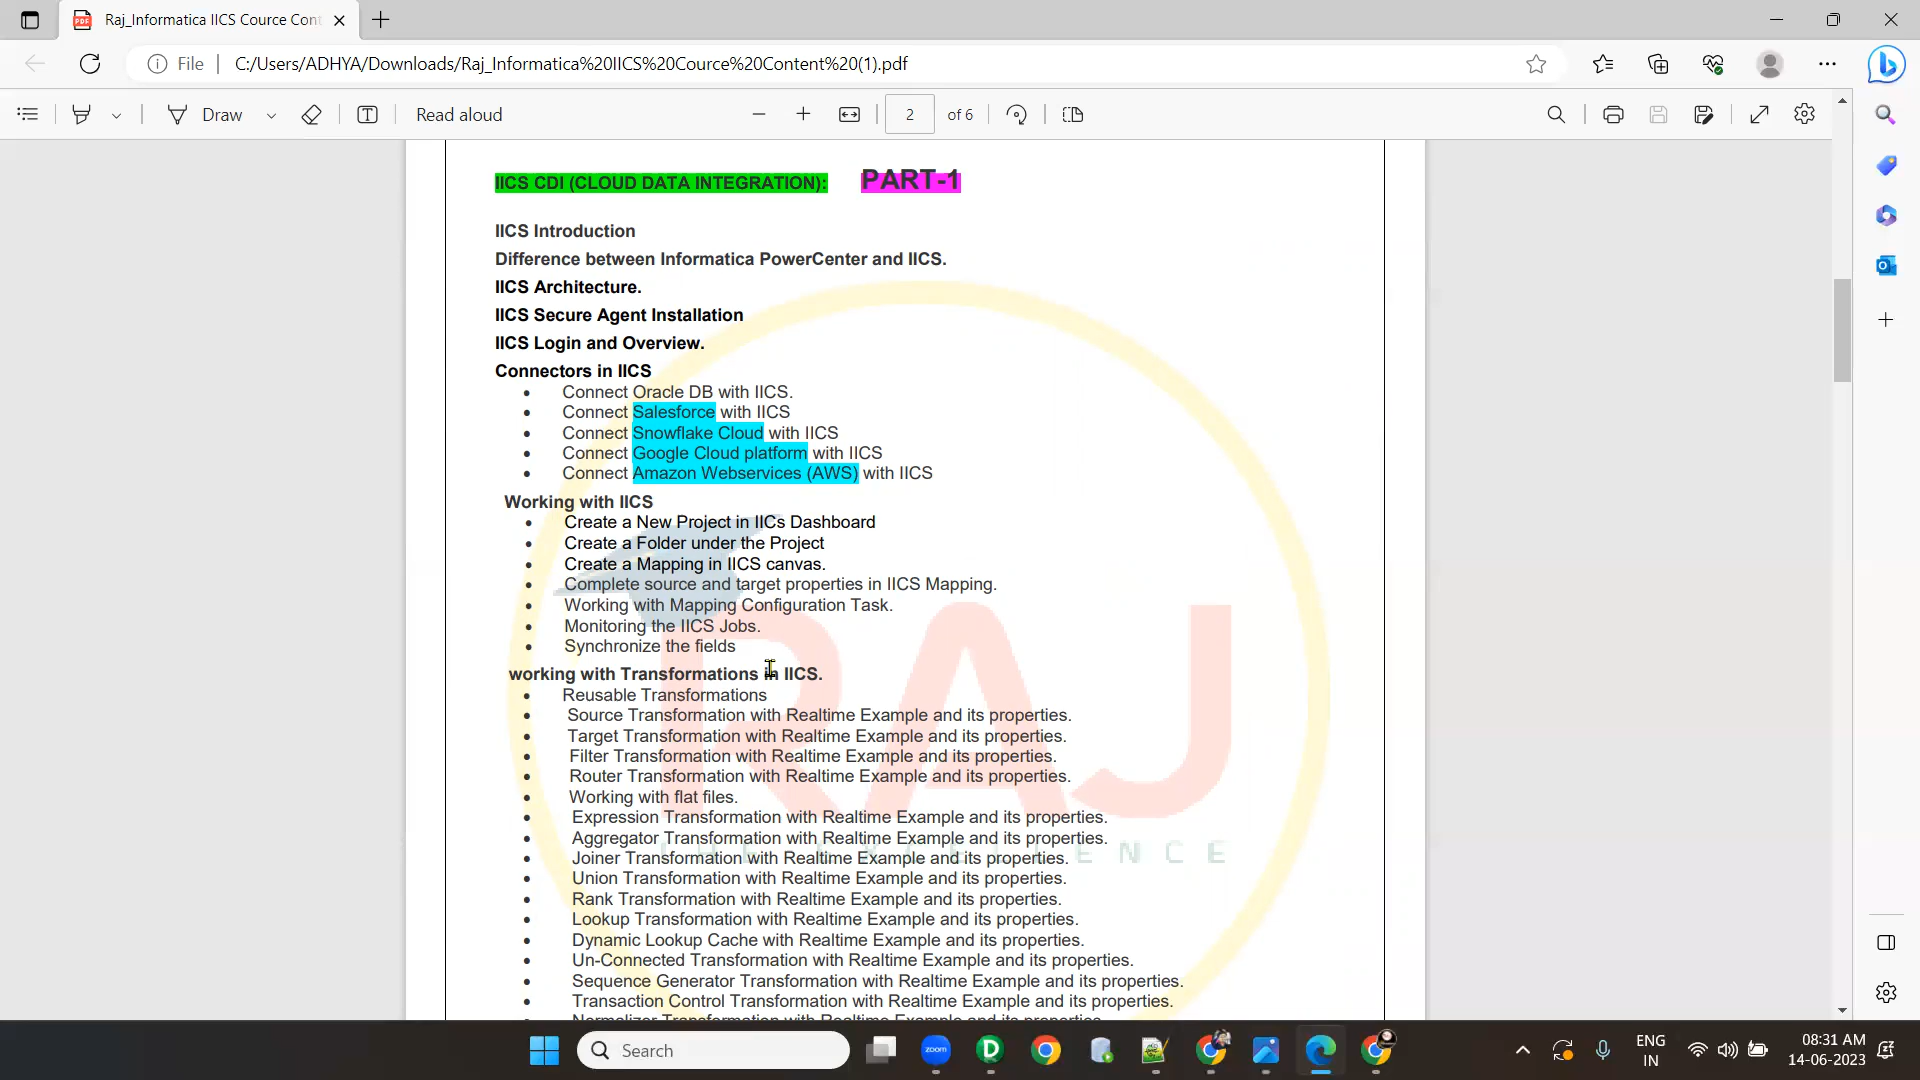 Raj_Informatica IICS Cource Cont
File
C:/Users/ADHYA/Downloads/Raj_Informatica%20IICS%20Cource%20Content%20(1).pdf
Draw
Read aloud
2 of 6
IICS CDI (CLOUD DATA INTEGRATION): PART-1
IICS Introduction
Difference between Informatica PowerCenter and IICS.
IICS Architecture.
IICS Secure Agent Installation
IICS Login and Overview.
Connectors in IICS
• Connect Oracle DB with IICS.
• Connect Salesforce with IICS
• Connect Snowflake Cloud with IICS
• Connect Google Cloud platform with IICS
• Connect Amazon Webservices (AWS) with IICS
Working with IICS
• Create a New Project in IICs Dashboard
• Create a Folder under the Project
• Create a Mapping in IICS canvas.
• Complete source and target properties in IICS Mapping.
• Working with Mapping Configuration Task.
• Monitoring the IICS Jobs.
• Synchronize the fields
working with Transformations in IICS.
• Reusable Transformations
• Source Transformation with Realtime Example and its properties.
• Target Transformation with Realtime Example and its properties.
• Filter Transformation with Realtime Example and its properties.
• Router Transformation with Realtime Example and its properties.
• Working with flat files.
• Expression Transformation with Realtime Example and its properties.
• Aggregator Transformation with Realtime Example and its properties.
• Joiner Transformation with Realtime Example and its properties.
• Union Transformation with Realtime Example and its properties.
• Rank Transformation with Realtime Example and its properties.
• Lookup Transformation with Realtime Example and its properties.
• Dynamic Lookup Cache with Realtime Example and its properties.
• Un-Connected Transformation with Realtime Example and its properties.
• Sequence Generator Transformation with Realtime Example and its properties.
• Transaction Control Transformation with Realtime Example and its properties.
• Normalizer Transformation with Realtime Example and its properties.
RAJ
Search
zoom
ENG
IN
08:31 AM
14-06-2023